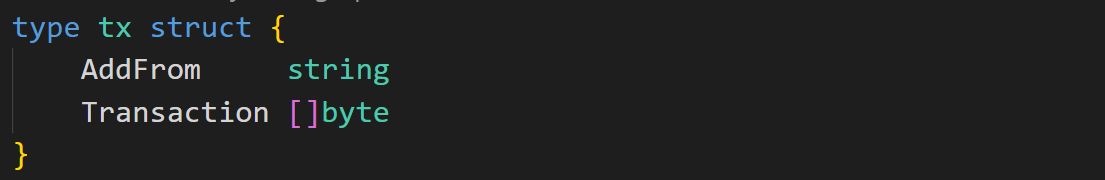 type tx struct {
    AddFrom     string
    Transaction []byte
}